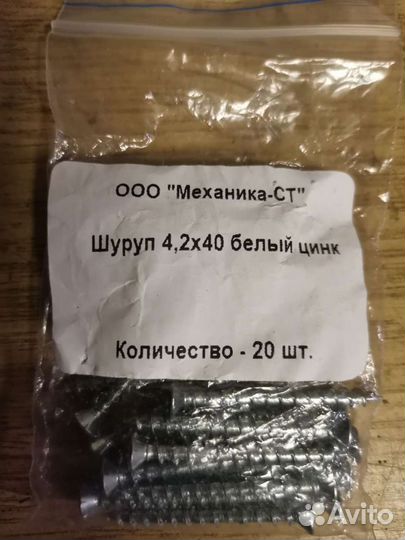 ООО "Механика-СТ"
Шуруп 4,2х40 белый цинк
Количество - 20 шт.
Avito